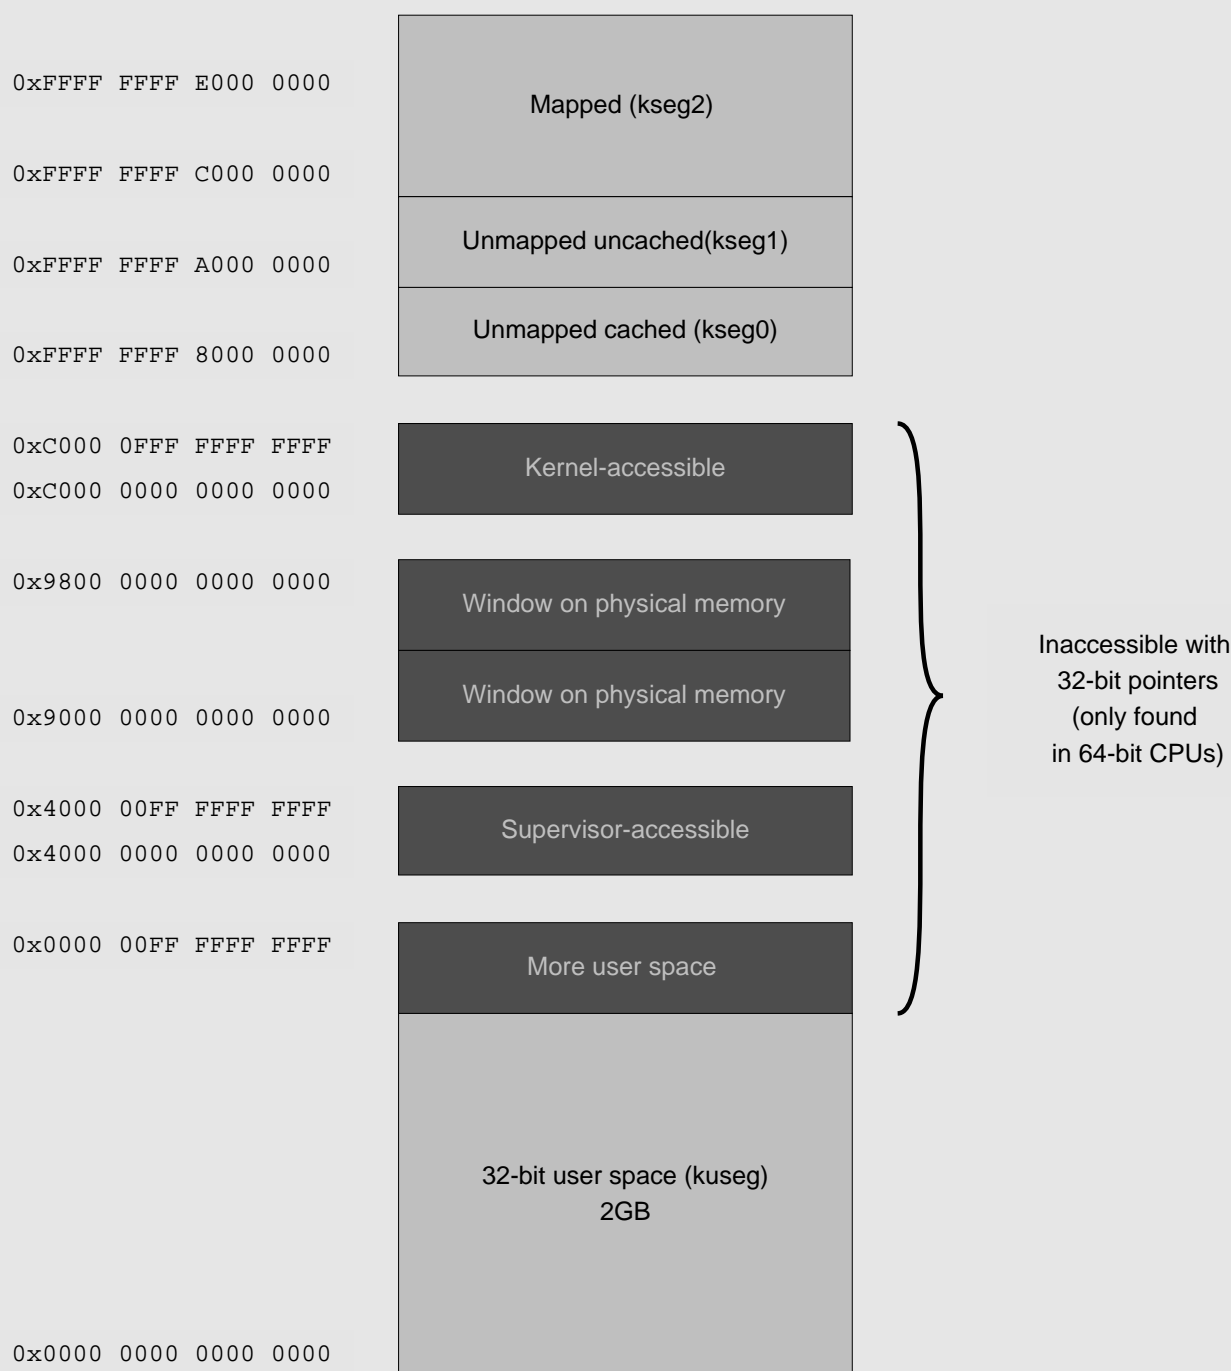 0xFFFF FFFF E000 0000
Mapped (kseg2)
0xFFFF FFFF C000 0000
Unmapped uncached(kseg1)
0xFFFF FFFF A000 0000
Unmapped cached (kseg0)
0xFFFF FFFF 8000 0000
0xC000 0FFF FFFF FFFF
Kernel-accessible
0xC000 0000 0000 0000
0x9800 0000 0000 0000
Window on physical memory
Window on physical memory
0x9000 0000 0000 0000
Inaccessible with
32-bit pointers
(only found
in 64-bit CPUs)
0x4000 00FF FFFF FFFF
Supervisor-accessible
0x4000 0000 0000 0000
0x0000 00FF FFFF FFFF
More user space
32-bit user space (kuseg)
2GB
0x0000 0000 0000 0000